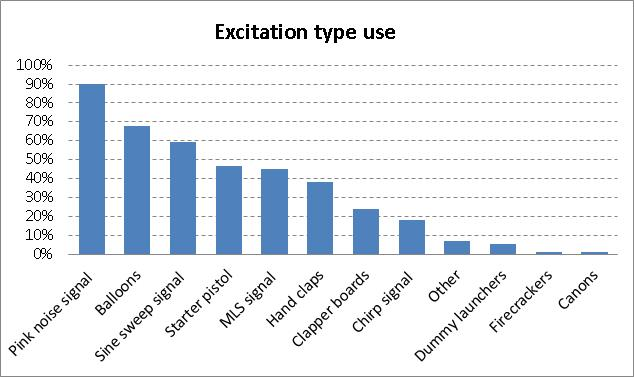 Excitation type use
100%
90%
80%
70%
60%
50%
40%
30%
20%
10%
0%
Pink noise signal
Balloons
Sine sweep signal
Starter pistol
MLS signal
Hand claps
Clapper boards
Chirp signal
Other
Dummy launchers
Firecrackers
Canons